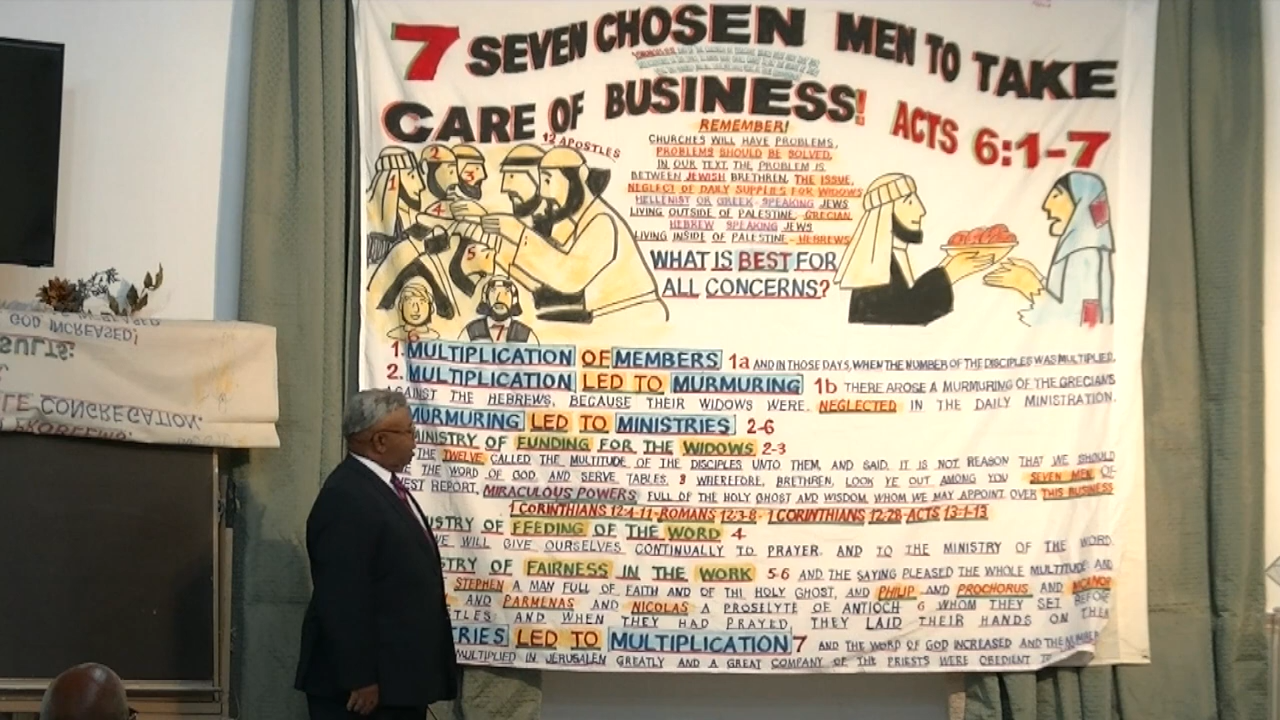 7 SEVEN CHOSEN MEN TO TAKE
CARE OF BUSINESS! ACTS 6:1-7
12 APOSTLES
REMEMBER!
CHURCHES WILL HAVE PROBLEMS,
PROBLEMS SHOULD BE SOLVED,
IN OUR TEXT, THE PROBLEM IS
BETWEEN JEWISH BRETHREN, THE ISSUE,
NEGLECT OF DAILY SUPPLIES FOR WIDOWS
HELLENIST OR GREEK-SPEAKING JEWS
LIVING OUTSIDE OF PALESTINE-GRECIAN
HEBREW SPEAKING JEWS
LIVING INSIDE OF PALESTINE-HEBREWS
WHAT IS BEST FOR
ALL CONCERNS?
1
2
3
4
5
6
7
1. MULTIPLICATION OF MEMBERS 1a AND IN THOSE DAYS, WHEN THE NUMBER OF THE DISCIPLES WAS MULTIPLIED,
2. MULTIPLICATION LED TO MURMURING 1b THERE AROSE A MURMURING OF THE GRECIANS
AGAINST THE HEBREWS, BECAUSE THEIR WIDOWS WERE NEGLECTED IN THE DAILY MINISTRATION.
MURMURING LED TO MINISTRIES 2-6
MINISTRY OF FUNDING FOR THE WIDOWS 2-3
THE TWELVE CALLED THE MULTITUDE OF THE DISCIPLES UNTO THEM, AND SAID, IT IS NOT REASON THAT WE SHOULD
THE WORD OF GOD, AND SERVE TABLES. 3 WHEREFORE, BRETHREN, LOOK YE OUT AMONG YOU SEVEN MEN OF
EST REPORT, MIRACULOUS POWERS FULL OF THE HOLY GHOST AND WISDOM, WHOM WE MAY APPOINT OVER THIS BUSINESS
1 CORINTHIANS 12:4-11-ROMANS 12:3-8-1 CORINTHIANS 12:28-ACTS 13:1-13
ISTRY OF FEEDING OF THE WORD 4
WE WILL GIVE OURSELVES CONTINUALLY TO PRAYER, AND TO THE MINISTRY OF THE WORD.
STRY OF FAIRNESS IN THE WORK 5-6 AND THE SAYING PLEASED THE WHOLE MULTITUDE: AND
STEPHEN A MAN FULL OF FAITH AND OF THE HOLY GHOST, AND PHILIP AND PROCHORUS AND NICANOR
AND PARMENAS AND NICOLAS A PROSELYTE OF ANTIOCH 6 WHOM THEY SET BEFORE
STLES AND WHEN THEY HAD PRAYED, THEY LAID THEIR HANDS ON THEM
TRIES LED TO MULTIPLICATION 7 AND THE WORD OF GOD INCREASED AND THE NUMBER
MULTIPLIED IN JERUSALEM GREATLY AND A GREAT COMPANY OF THE PRIESTS WERE OBEDIENT T
GOD INCREASED!
SULTS:
LE CONGREGATION.
PROBLEMS.